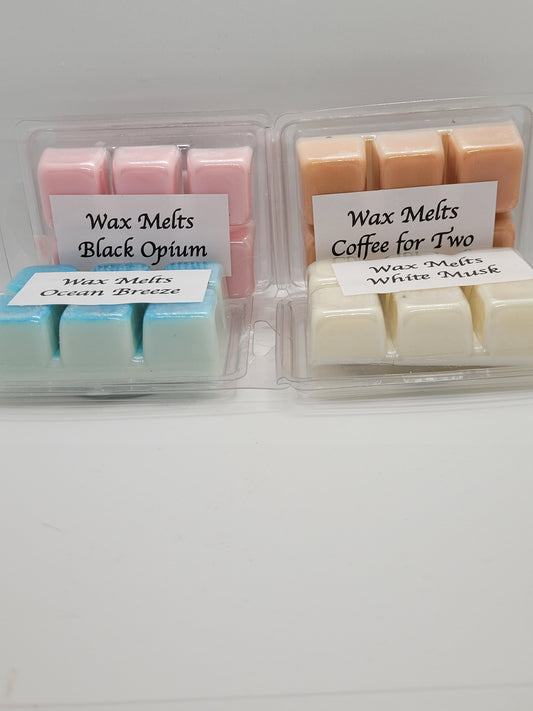 Wax Melts
Black Opium
Wax Melts
Coffee for Two
Wax Melts
Ocean Breeze
Wax Melts
White Musk